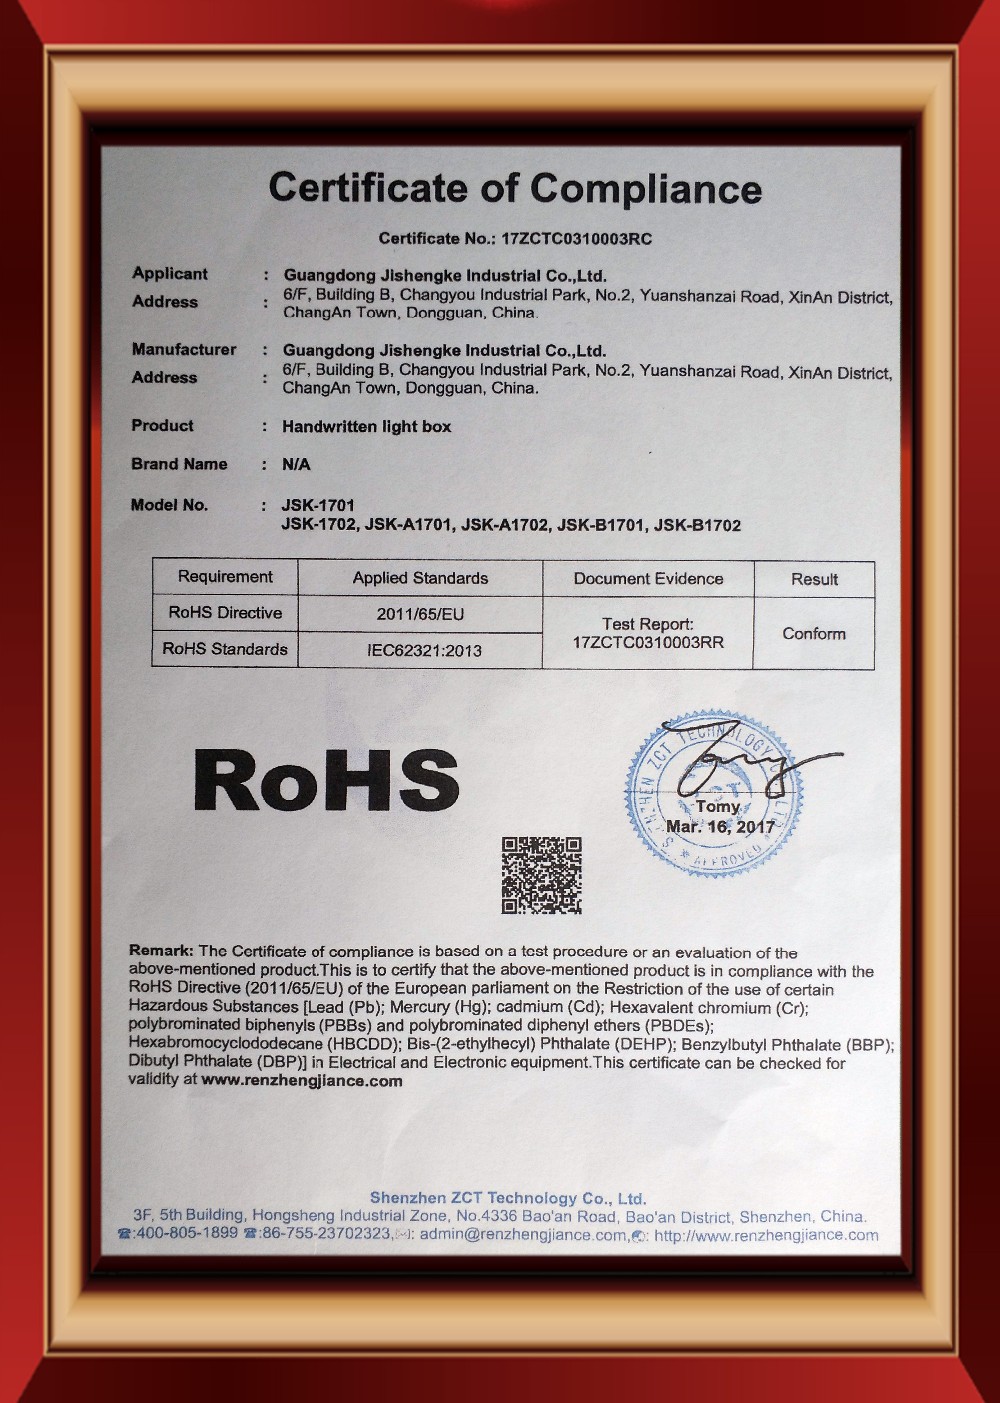 Certificate of Compliance
Certificate No.: 17ZCTC0310003RC
Applicant : Guangdong JIshengke Industrial Co.,Ltd.
Address : 6/F, Building B, Changyou Industrial Park, No.2, Yuanshanzai Road, XinAn District,
ChangAn Town, Dongguan, China.
Manufacturer : Guangdong Jishengke Industrial Co.,Ltd.
Address : 6/F, Building B, Changyou Industrial Park, No.2, Yuanshanzai Road, XinAn District,
ChangAn Town, Dongguan, China.
Product : Handwritten light box
Brand Name : N/A
Model No. : JSK-1701
JSK-1702, JSK-A1701, JSK-A1702, JSK-B1701, JSK-B1702
Requirement Applied Standards Document Evidence Result
RoHS Directive 2011/65/EU Test Report: 17ZCTC0310003RR Conform
RoHS Standards IEC62321:2013
RoHS
SHENZHEN ZCT TECHNOLOGY CO., LTD.
ZCT
Tomy
Tomy
Mar. 16, 2017
APPROVED
Remark: The Certificate of compliance is based on a test procedure or an evaluation of the
above-mentioned product.This is to certify that the above-mentioned product is in compliance with the
RoHS Directive (2011/65/EU) of the European parliament on the Restriction of the use of certain
Hazardous Substances [Lead (Pb); Mercury (Hg); cadmium (Cd); Hexavalent chromium (Cr);
polybrominated biphenyls (PBBs) and polybrominated diphenyl ethers (PBDEs);
Hexabromocyclododecane (HBCDD); Bis-(2-ethylhecyl) Phthalate (DEHP); Benzylbutyl Phthalate (BBP);
Dibutyl Phthalate (DBP)] in Electrical and Electronic equipment.This certificate can be checked for
validity at www.renzhengjiance.com
Shenzhen ZCT Technology Co., Ltd.
3F, 5th Building, Hongsheng Industrial Zone, No.4336 Bao'an Road, Bao'an District, Shenzhen, China.
☎:400-805-1899 ☎:86-755-23702323,✉: admin@renzhengjiance.com,: http://www.renzhengjiance.com